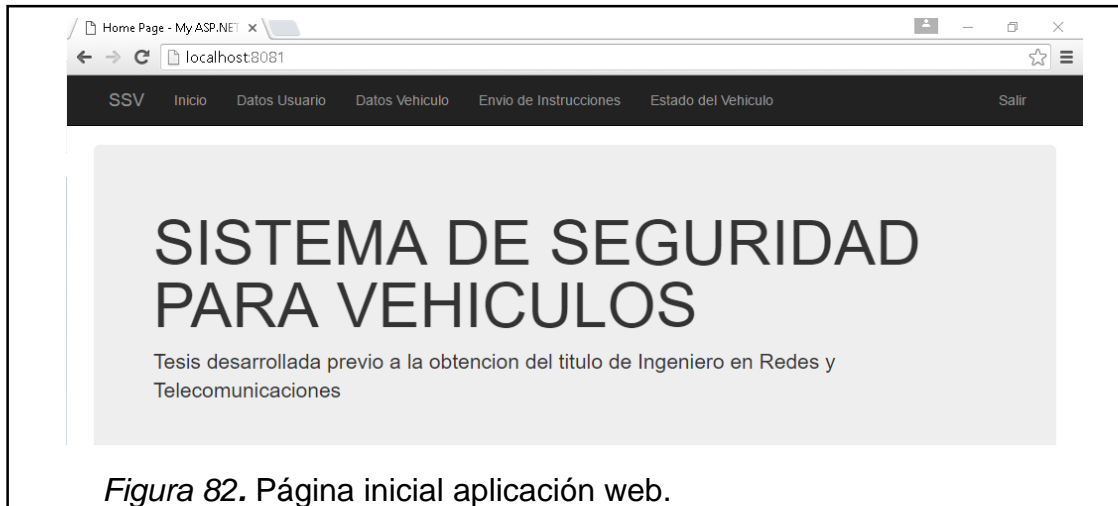 Home Page - My ASP.NET
localhost:8081
SSV Inicio Datos Usuario Datos Vehiculo Envio de Instrucciones Estado del Vehiculo Salir
SISTEMA DE SEGURIDAD
PARA VEHICULOS
Tesis desarrollada previo a la obtencion del titulo de Ingeniero en Redes y
Telecomunicaciones
Figura 82. Página inicial aplicación web.